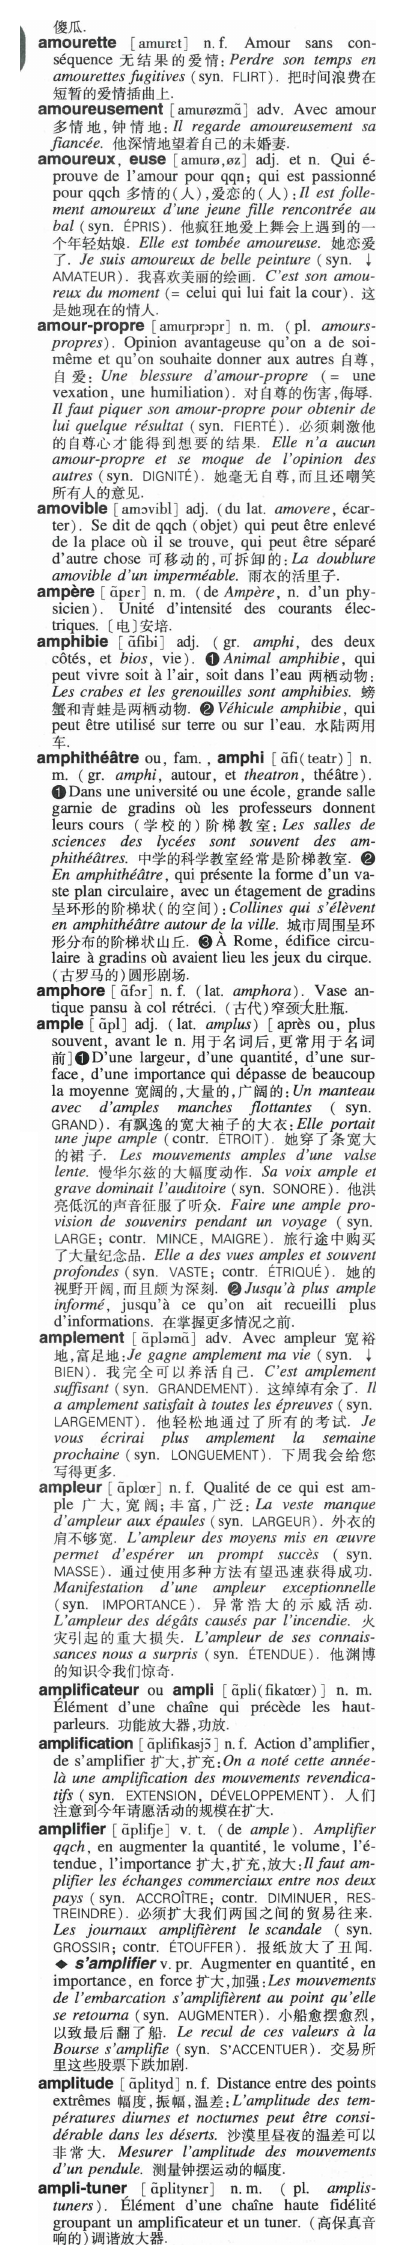 傻瓜.
amourette [amurɛt] n. f. Amour sans con-
séquence 无结果的爱情: Perdre son temps en
amourettes fugitives (syn. FLIRT). 把时间浪费在
短暂的爱情插曲上.
amoureusement [amurøzmɑ̃] adv. Avec amour
多情地,钟情地: Il regarde amoureusement sa
fiancée. 他深情地望着自己的未婚妻.
amoureux, euse [amurø,øz] adj. et n. Qui é-
prouve de l'amour pour qqn; qui est passionné
pour qqch 多情的(人),爱恋的(人): Il est folle-
ment amoureux d'une jeune fille rencontrée au
bal (syn. ÉPRIS). 他疯狂地爱上舞会上遇到的一
个年轻姑娘. Elle est tombée amoureuse. 她恋爱
了. Je suis amoureux de belle peinture (syn. ↓
AMATEUR). 我喜欢美丽的绘画. C'est son amou-
reux du moment (= celui qui lui fait la cour). 这
是她现在的情人.
amour-propre [amurprɔpr] n. m. (pl. amours-
propres). Opinion avantageuse qu'on a de soi-
même et qu'on souhaite donner aux autres 自尊,
自爱: Une blessure d'amour-propre (= une
vexation, une humiliation). 对自尊的伤害,侮辱.
Il faut piquer son amour-propre pour obtenir de
lui quelque résultat (syn. FIERTÉ). 必须刺激他
的自尊心才能得到想要的结果. Elle n'a aucun
amour-propre et se moque de l'opinion des
autres (syn. DIGNITÉ). 她毫无自尊,而且还嘲笑
所有人的意见.
amovible [amɔvibl] adj. (du lat. amovere, écar-
ter). Se dit de qqch (objet) qui peut être enlevé
de la place où il se trouve, qui peut être séparé
d'autre chose 可移动的,可拆卸的: La doublure
amovible d'un imperméable. 雨衣的活里子.
ampère [ɑ̃pɛr] n. m. (de Ampère, n. d'un phy-
sicien). Unité d'intensité des courants élec-
triques. [电]安培.
amphibie [ɑ̃fibi] adj. (gr. amphi, des deux
côtés, et bios, vie). ❶ Animal amphibie, qui
peut vivre soit à l'air, soit dans l'eau 两栖动物:
Les crabes et les grenouilles sont amphibies. 螃
蟹和青蛙是两栖动物. ❷ Véhicule amphibie, qui
peut être utilisé sur terre ou sur l'eau. 水陆两用
车.
amphithéâtre ou, fam., amphi [ɑ̃fi(teatr)] n.
m. (gr. amphi, autour, et theatron, théâtre).
❶ Dans une université ou une école, grande salle
garnie de gradins où les professeurs donnent
leurs cours (学校的)阶梯教室: Les salles de
sciences des lycées sont souvent des am-
phithéâtres. 中学的科学教室经常是阶梯教室. ❷
En amphithéâtre, qui présente la forme d'un va-
ste plan circulaire, avec un étagement de gradins
呈环形的阶梯状(的空间): Collines qui s'élèvent
en amphithéâtre autour de la ville. 城市周围呈环
形分布的阶梯状山丘. ❸ À Rome, édifice circu-
laire à gradins où avaient lieu les jeux du cirque.
(古罗马的)圆形剧场.
amphore [ɑ̃fɔr] n. f. (lat. amphora). Vase an-
tique pansu à col rétréci. (古代)窄颈大肚瓶.
ample [ɑ̃pl] adj. (lat. amplus) [après ou, plus
souvent, avant le n. 用于名词后,更常用于名词
前] ❶ D'une largeur, d'une quantité, d'une sur-
face, d'une importance qui dépasse de beaucoup
la moyenne 宽阔的,大量的,广阔的: Un manteau
avec d'amples manches flottantes (syn.
GRAND). 有飘逸的宽大袖子的大衣: Elle portait
une jupe ample (contr. ÉTROIT). 她穿了条宽大
的裙子. Les mouvements amples d'une valse
lente. 慢华尔兹的大幅度动作. Sa voix ample et
grave dominait l'auditoire (syn. SONORE). 他洪
亮低沉的声音征服了听众. Faire une ample pro-
vision de souvenirs pendant un voyage (syn.
LARGE; contr. MINCE, MAIGRE). 旅行途中购买
了大量纪念品. Elle a des vues amples et souvent
profondes (syn. VASTE; contr. ÉTRIQUÉ). 她的
视野开阔,而且颇为深刻. ❷ Jusqu'à plus ample
informé, jusqu'à ce qu'on ait recueilli plus
d'informations. 在掌握更多情况之前.
amplement [ɑ̃pləmɑ̃] adv. Avec ampleur 宽裕
地,富足地: Je gagne amplement ma vie (syn. ↓
BIEN). 我完全可以养活自己. C'est amplement
suffisant (syn. GRANDEMENT). 这绰绰有余了. Il
a amplement satisfait à toutes les épreuves (syn.
LARGEMENT). 他轻松地通过了所有的考试. Je
vous écrirai plus amplement la semaine
prochaine (syn. LONGUEMENT). 下周我会给您
写得更多.
ampleur [ɑ̃plœr] n. f. Qualité de ce qui est am-
ple 广大,宽阔;丰富,广泛: La veste manque
d'ampleur aux épaules (syn. LARGEUR). 外衣的
肩不够宽. L'ampleur des moyens mis en œuvre
permet d'espérer un prompt succès (syn.
MASSE). 通过使用多种方法有望迅速获得成功.
Manifestation d'une ampleur exceptionnelle
(syn. IMPORTANCE). 异常浩大的示威活动.
L'ampleur des dégâts causés par l'incendie. 火
灾引起的重大损失. L'ampleur de ses connais-
sances nous a surpris (syn. ÉTENDUE). 他渊博
的知识令我们惊奇.
amplificateur ou ampli [ɑ̃pli(fikatœr)] n. m.
Élément d'une chaîne qui précède les haut-
parleurs. 功能放大器,功放.
amplification [ɑ̃plifikasjɔ̃] n. f. Action d'amplifier,
de s'amplifier 扩大,扩充: On a noté cette année-
là une amplification des mouvements revendica-
tifs (syn. EXTENSION, DÉVELOPPEMENT). 人们
注意到今年请愿活动的规模在扩大.
amplifier [ɑ̃plifje] v. t. (de ample). Amplifier
qqch, en augmenter la quantité, le volume, l'é-
tendue, l'importance 扩大,扩充,放大: Il faut am-
plifier les échanges commerciaux entre nos deux
pays (syn. ACCROÎTRE; contr. DIMINUER, RES-
TREINDRE). 必须扩大我们两国之间的贸易往来.
Les journaux amplifièrent le scandale (syn.
GROSSIR; contr. ÉTOUFFER). 报纸放大了丑闻.
◆ s'amplifier v. pr. Augmenter en quantité, en
importance, en force 扩大,加强: Les mouvements
de l'embarcation s'amplifièrent au point qu'elle
se retourna (syn. AUGMENTER). 小船愈摆愈烈,
以致最后翻了船. Le recul de ces valeurs à la
Bourse s'amplifie (syn. S'ACCENTUER). 交易所
里这些股票下跌加剧.
amplitude [ɑ̃plityd] n. f. Distance entre des points
extrêmes 幅度,振幅,温差: L'amplitude des tem-
pératures diurnes et nocturnes peut être consi-
dérable dans les déserts. 沙漠里昼夜的温差可以
非常大. Mesurer l'amplitude des mouvements
d'un pendule. 测量钟摆运动的幅度.
ampli-tuner [ɑ̃plitynɛr] n. m. (pl. amplis-
tuners). Élément d'une chaîne haute fidélité
groupant un amplificateur et un tuner. (高保真音
响的)调谐放大器.